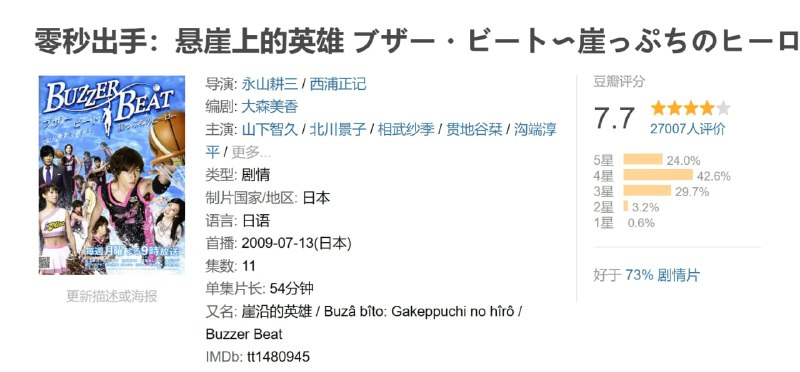 零秒出手：悬崖上的英雄 ブザー・ビート〜崖っぷちのヒーロ
BUZZER BEAT
ブザー・ビート
崖っぷちのヒーロー
毎週月曜よる9時放送
更新描述或海报
导演: 永山耕三 / 西浦正记
编剧: 大森美香
主演: 山下智久 / 北川景子 / 相武纱季 / 贯地谷栞 / 沟端淳
平 / 更多...
类型: 剧情
制片国家/地区: 日本
语言: 日语
首播: 2009-07-13(日本)
集数: 11
单集片长: 54分钟
又名: 崖沿的英雄 / Buzâ bîto: Gakeppuchi no hîrô /
Buzzer Beat
IMDb: tt1480945
豆瓣评分
7.7
27007人评价
5星 24.0%
4星 42.6%
3星 29.7%
2星 3.2%
1星 0.6%
好于 73% 剧情片